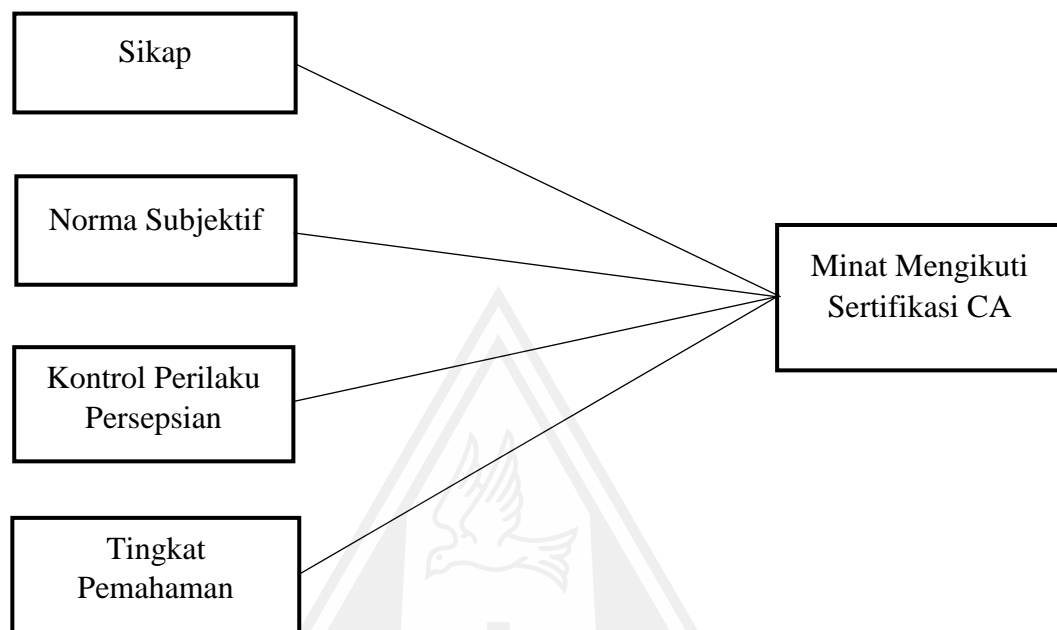 Sikap
Norma Subjektif
Kontrol Perilaku
Persepsian
Tingkat
Pemahaman
Minat Mengikuti
Sertifikasi CA